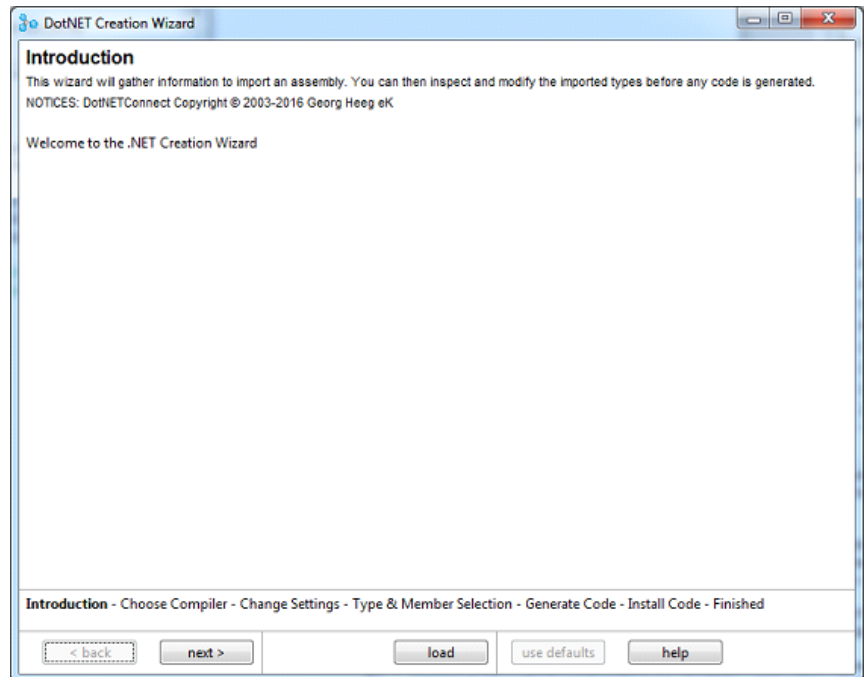 DotNET Creation Wizard
Introduction
This wizard will gather information to import an assembly. You can then inspect and modify the imported types before any code is generated.
NOTICES: DotNETConnect Copyright © 2003-2016 Georg Heeg eK
Welcome to the .NET Creation Wizard
Introduction - Choose Compiler - Change Settings - Type & Member Selection - Generate Code - Install Code - Finished
< back next > load use defaults help